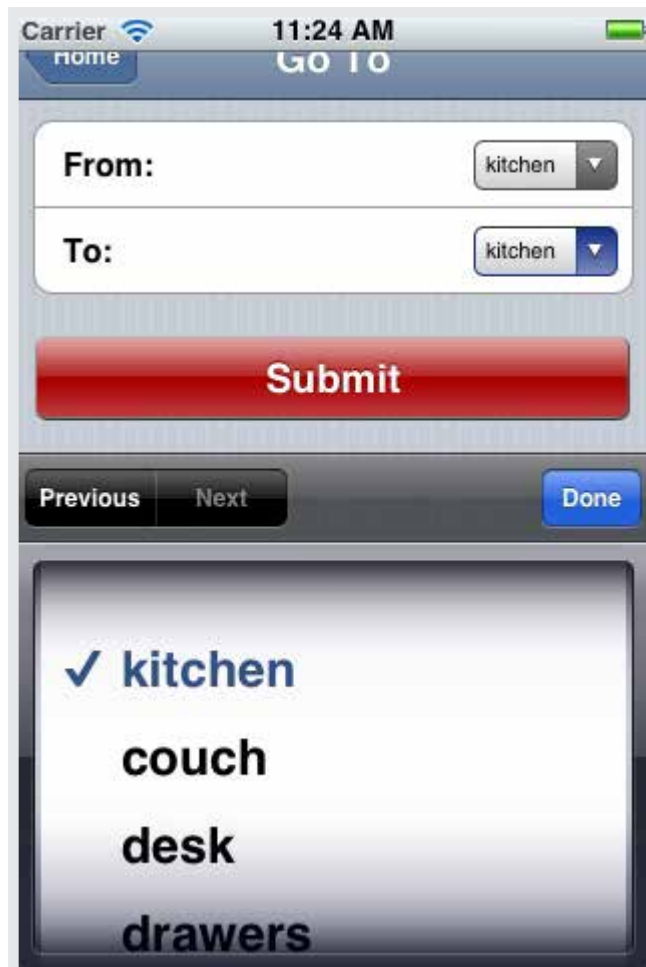 Carrier 11:24 AM
Home Go To
From: kitchen
To: kitchen
Submit
Previous Next Done
✓ kitchen
couch
desk
drawers